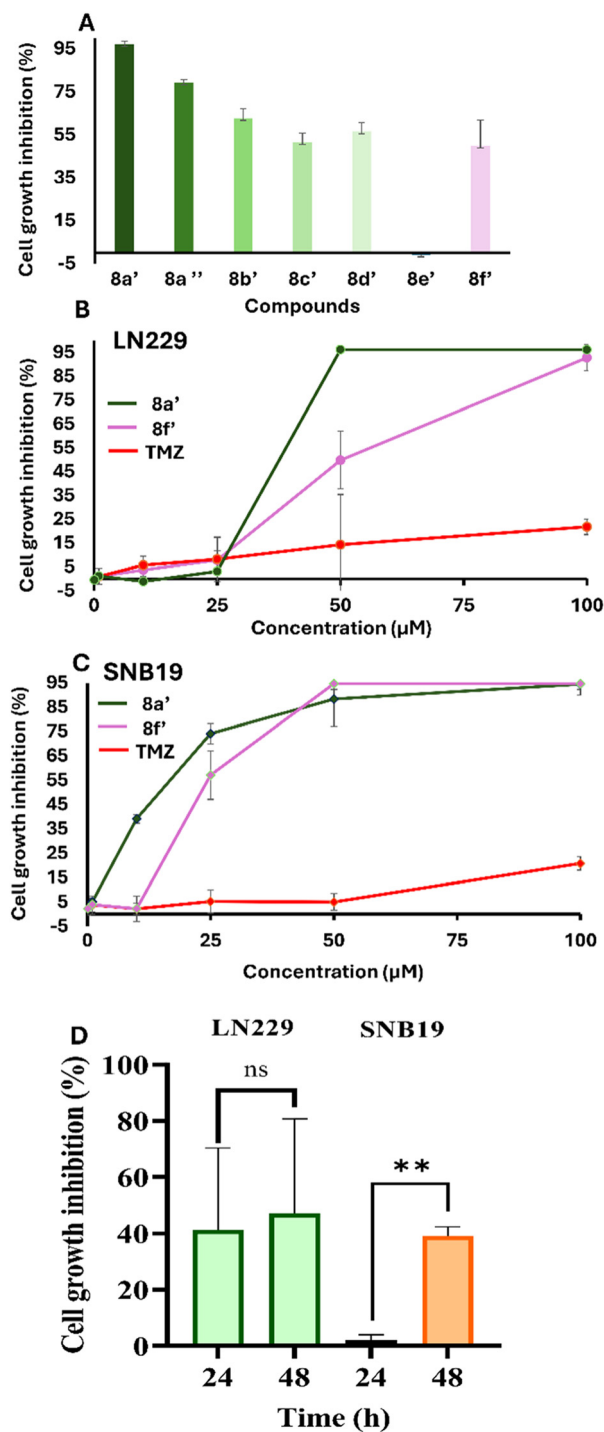 A
Cell growth inhibition (%)
95
75
55
35
15
-5
8a’ 8a’’ 8b’ 8c’ 8d’ 8e’ 8f’
Compounds
B
LN229
Cell growth inhibition (%)
95
85
75
65
55
45
35
25
15
5
-5
8a’
8f’
TMZ
0 25 50 75 100
Concentration (µM)
C
SNB19
Cell growth inhibition (%)
95
85
75
65
55
45
35
25
15
5
-5
8a’
8f’
TMZ
0 25 50 75 100
Concentration (µM)
D
LN229 SNB19
Cell growth inhibition (%)
100
80
60
40
20
0
ns
**
24 48 24 48
Time (h)